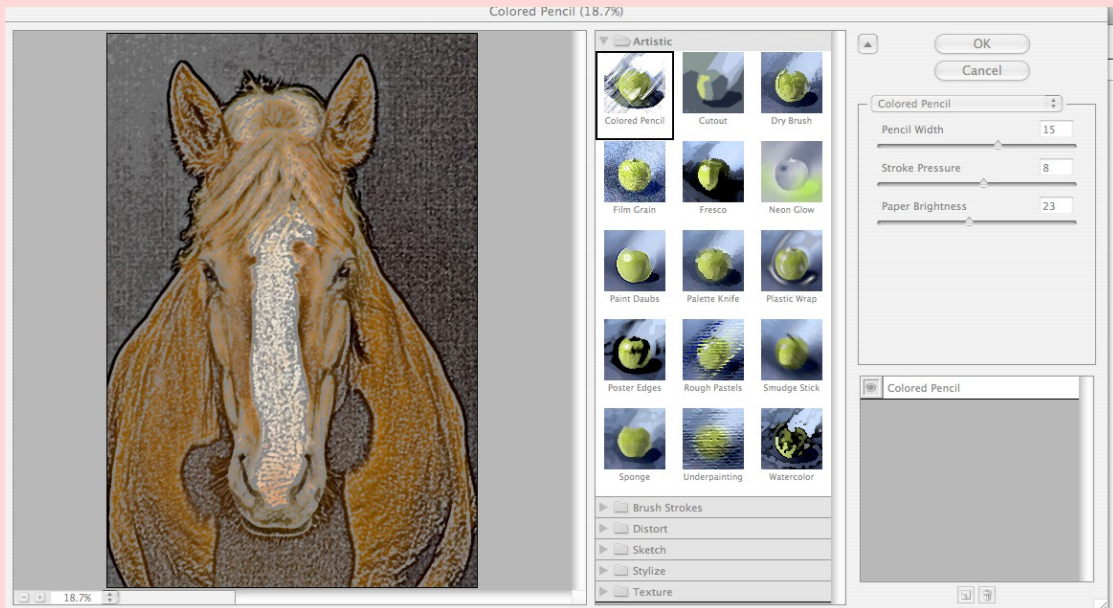 Colored Pencil (18.7%)
Artistic
Colored Pencil
Cutout
Dry Brush
Film Grain
Fresco
Neon Glow
Paint Daubs
Palette Knife
Plastic Wrap
Poster Edges
Rough Pastels
Smudge Stick
Sponge
Underpainting
Watercolor
Brush Strokes
Distort
Sketch
Stylize
Texture
18.7%
OK
Cancel
Colored Pencil
Pencil Width 15
Stroke Pressure 8
Paper Brightness 23
Colored Pencil